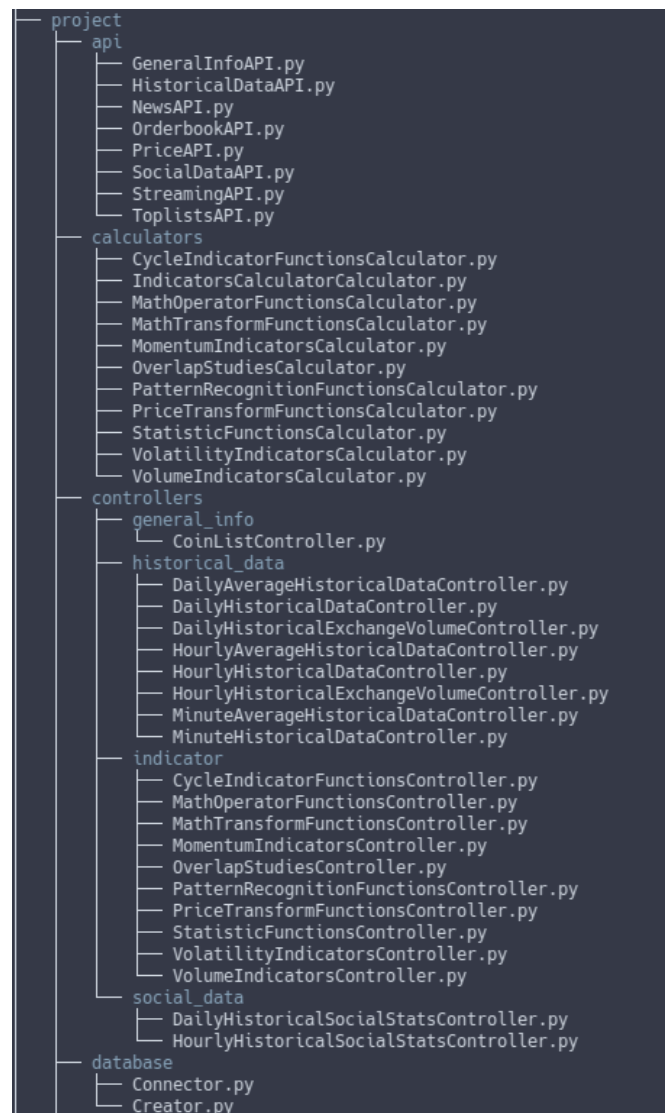 project
api
GeneralInfoAPI.py
HistoricalDataAPI.py
NewsAPI.py
OrderbookAPI.py
PriceAPI.py
SocialDataAPI.py
StreamingAPI.py
ToplistsAPI.py
calculators
CycleIndicatorFunctionsCalculator.py
IndicatorsCalculatorCalculator.py
MathOperatorFunctionsCalculator.py
MathTransformFunctionsCalculator.py
MomentumIndicatorsCalculator.py
OverlapStudiesCalculator.py
PatternRecognitionFunctionsCalculator.py
PriceTransformFunctionsCalculator.py
StatisticFunctionsCalculator.py
VolatilityIndicatorsCalculator.py
VolumeIndicatorsCalculator.py
controllers
general_info
CoinListController.py
historical_data
DailyAverageHistoricalDataController.py
DailyHistoricalDataController.py
DailyHistoricalExchangeVolumeController.py
HourlyAverageHistoricalDataController.py
HourlyHistoricalDataController.py
HourlyHistoricalExchangeVolumeController.py
MinuteAverageHistoricalDataController.py
MinuteHistoricalDataController.py
indicator
CycleIndicatorFunctionsController.py
MathOperatorFunctionsController.py
MathTransformFunctionsController.py
MomentumIndicatorsController.py
OverlapStudiesController.py
PatternRecognitionFunctionsController.py
PriceTransformFunctionsController.py
StatisticFunctionsController.py
VolatilityIndicatorsController.py
VolumeIndicatorsController.py
social_data
DailyHistoricalSocialStatsController.py
HourlyHistoricalSocialStatsController.py
database
Connector.py
Creator.py